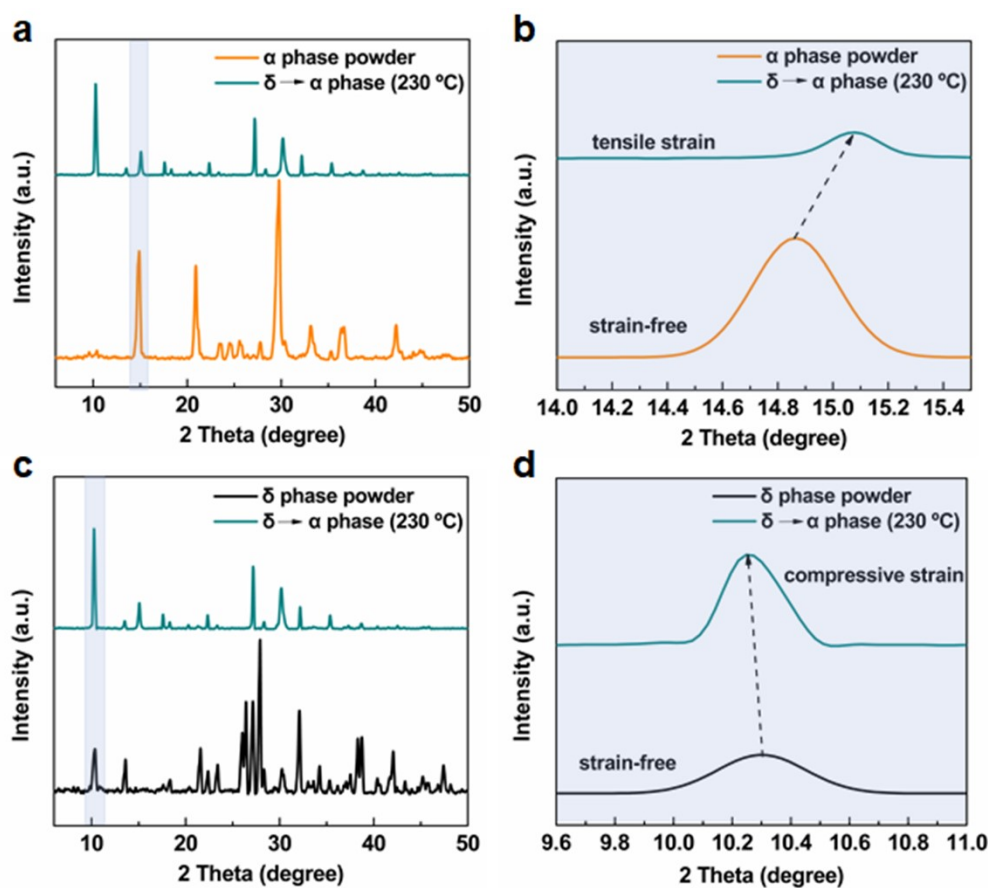 a
α phase powder
δ → α phase (230 ºC)
Intensity (a.u.)
10 20 30 40 50
2 Theta (degree)
b
α phase powder
δ → α phase (230 ºC)
tensile strain
strain-free
Intensity (a.u.)
14.0 14.2 14.4 14.6 14.8 15.0 15.2 15.4
2 Theta (degree)
c
δ phase powder
δ → α phase (230 ºC)
Intensity (a.u.)
10 20 30 40 50
2 Theta (degree)
d
δ phase powder
δ → α phase (230 ºC)
compressive strain
strain-free
Intensity (a.u.)
9.6 9.8 10.0 10.2 10.4 10.6 10.8 11.0
2 Theta (degree)